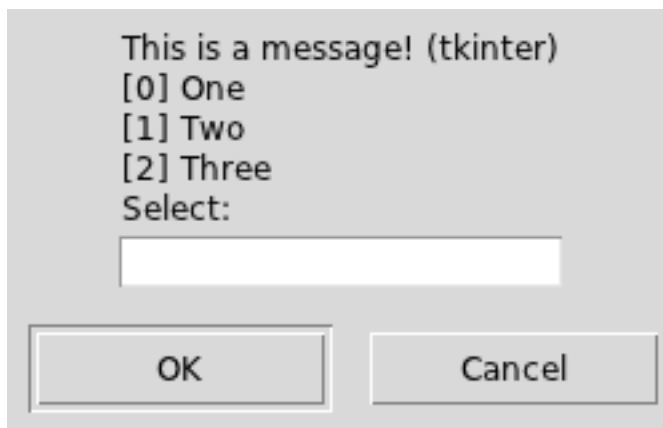 This is a message! (tkinter)
[0] One
[1] Two
[2] Three
Select:
OK
Cancel